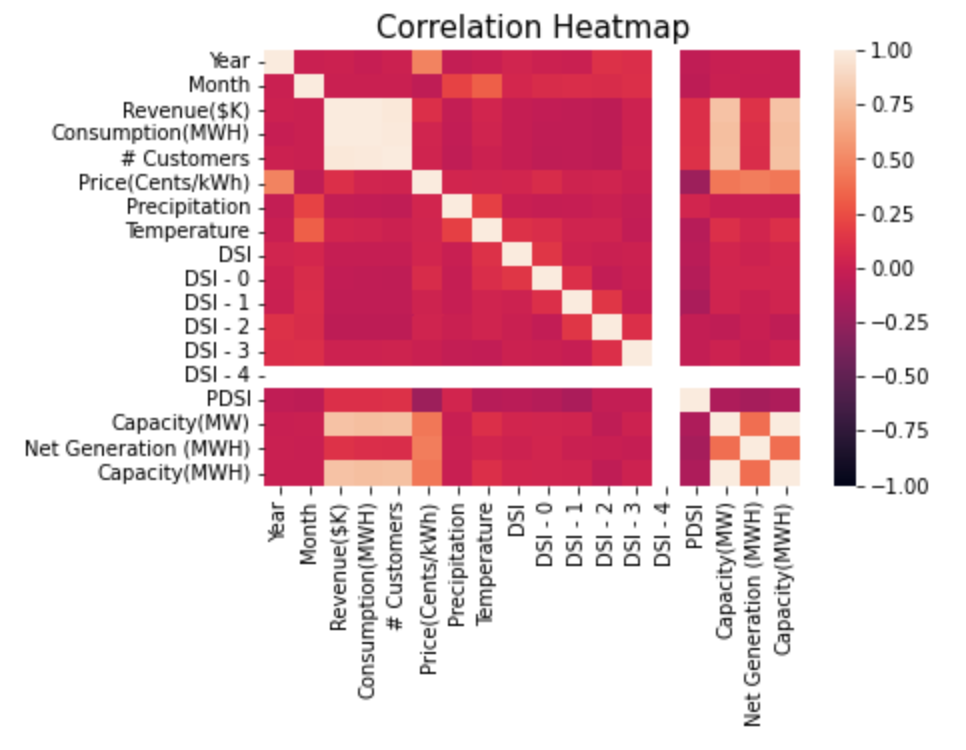 Correlation Heatmap
Year
Month
Revenue($K)
Consumption(MWH)
# Customers
Price(Cents/kWh)
Precipitation
Temperature
DSI
DSI - 0
DSI - 1
DSI - 2
DSI - 3
DSI - 4
PDSI
Capacity(MW)
Net Generation (MWH)
Capacity(MWH)
Year
Month
Revenue($K)
Consumption(MWH)
# Customers
Price(Cents/kWh)
Precipitation
Temperature
DSI
DSI - 0
DSI - 1
DSI - 2
DSI - 3
DSI - 4
PDSI
Capacity(MW)
Net Generation (MWH)
Capacity(MWH)
1.00
0.75
0.50
0.25
0.00
−0.25
−0.50
−0.75
−1.00